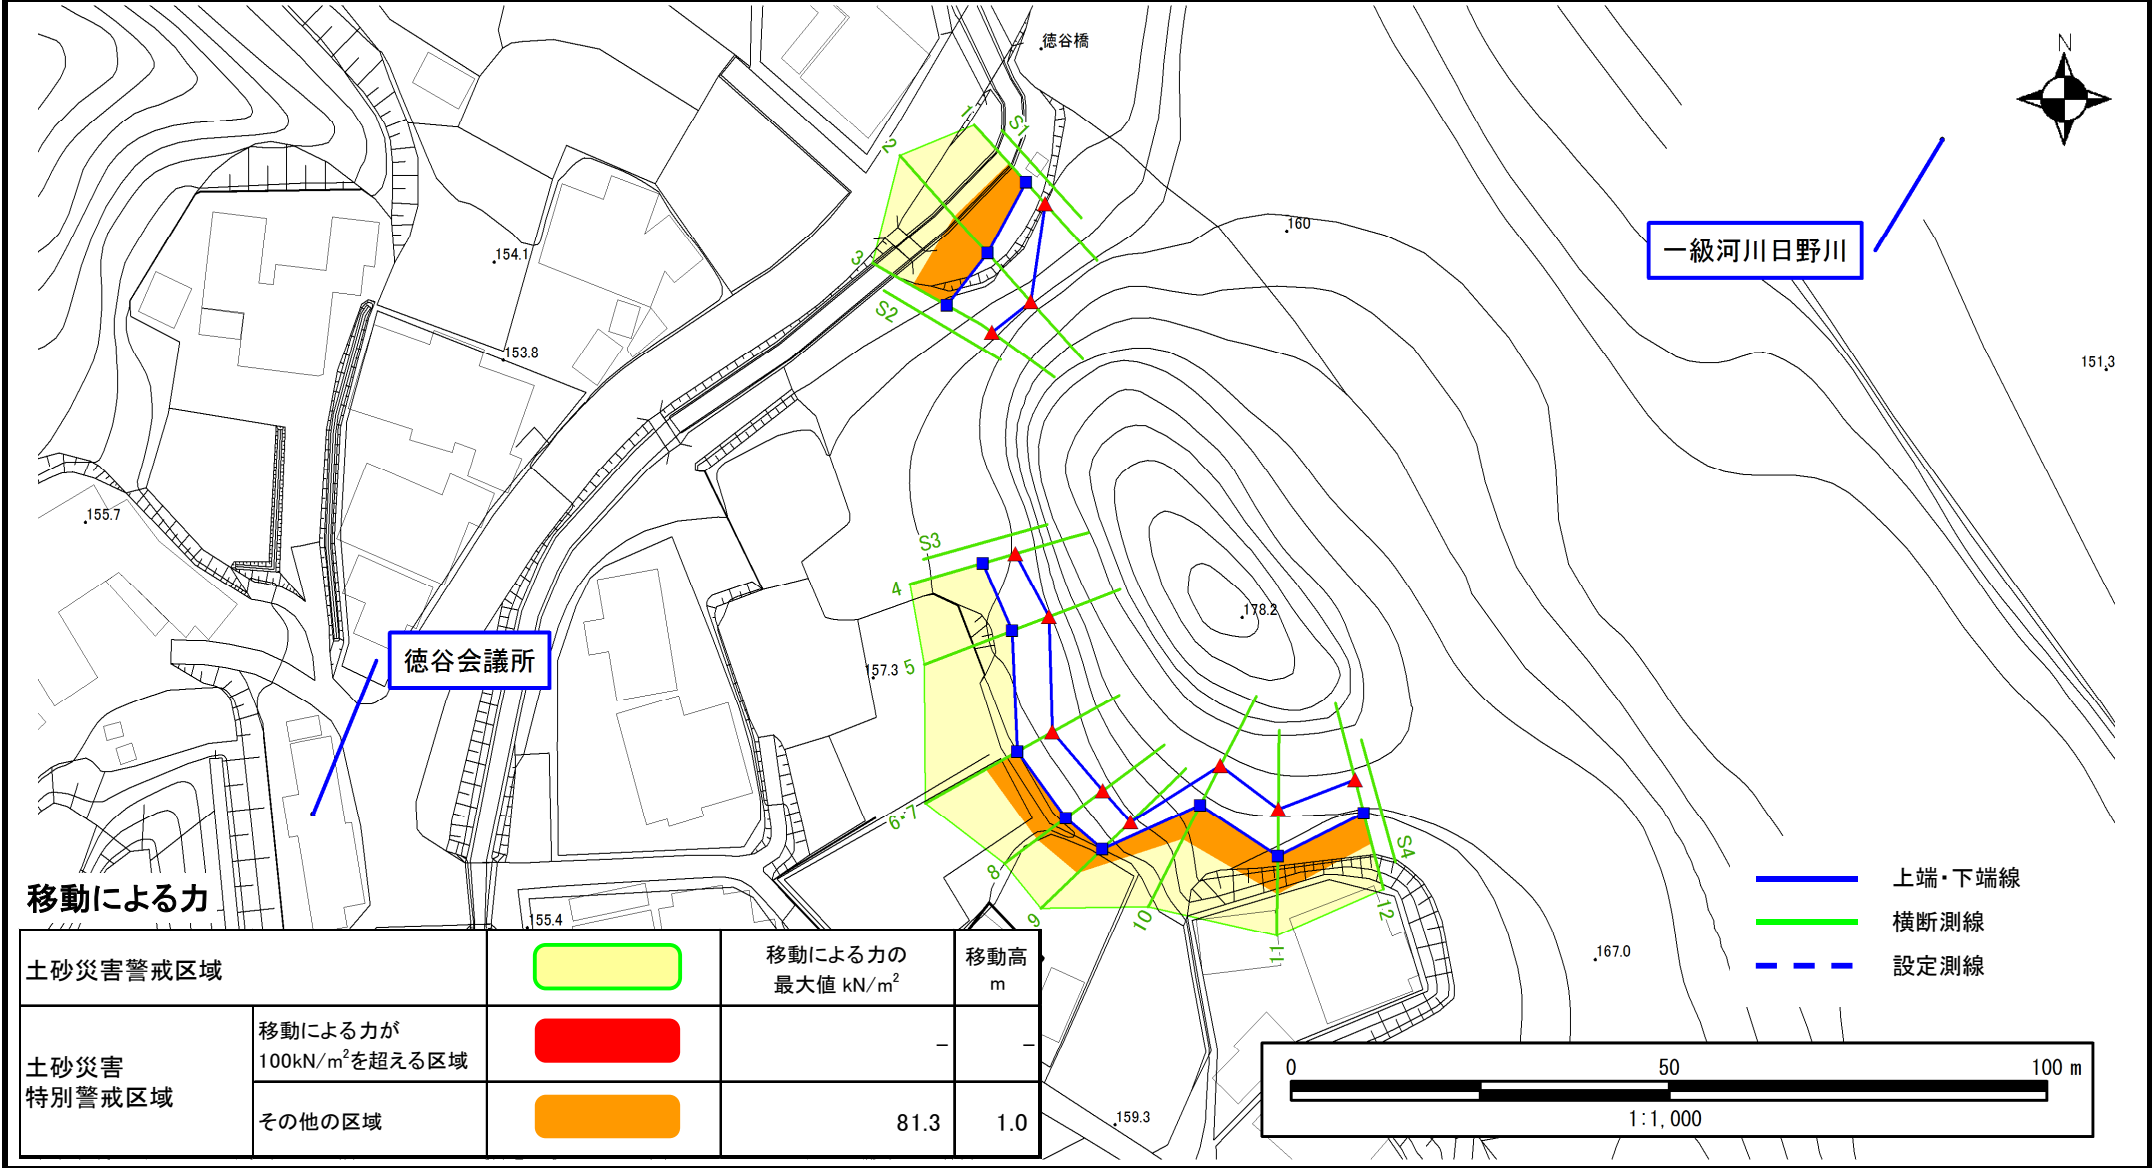 徳谷橋
N
1
S1
2
3
S2
160
154.1
153.8
一級河川日野川
151.3
155.7
S3
4
5
178.2
157.3
徳谷会議所
6・7
8
9
10
11
12
S4
167.0
155.4
159.3
移動による力
土砂災害警戒区域
移動による力の
最大値 kN/m²
移動高
m
土砂災害
特別警戒区域
移動による力が
100kN/m²を超える区域
–
–
その他の区域
81.3
1.0
上端・下端線
横断測線
設定測線
0
50
100 m
1:1,000